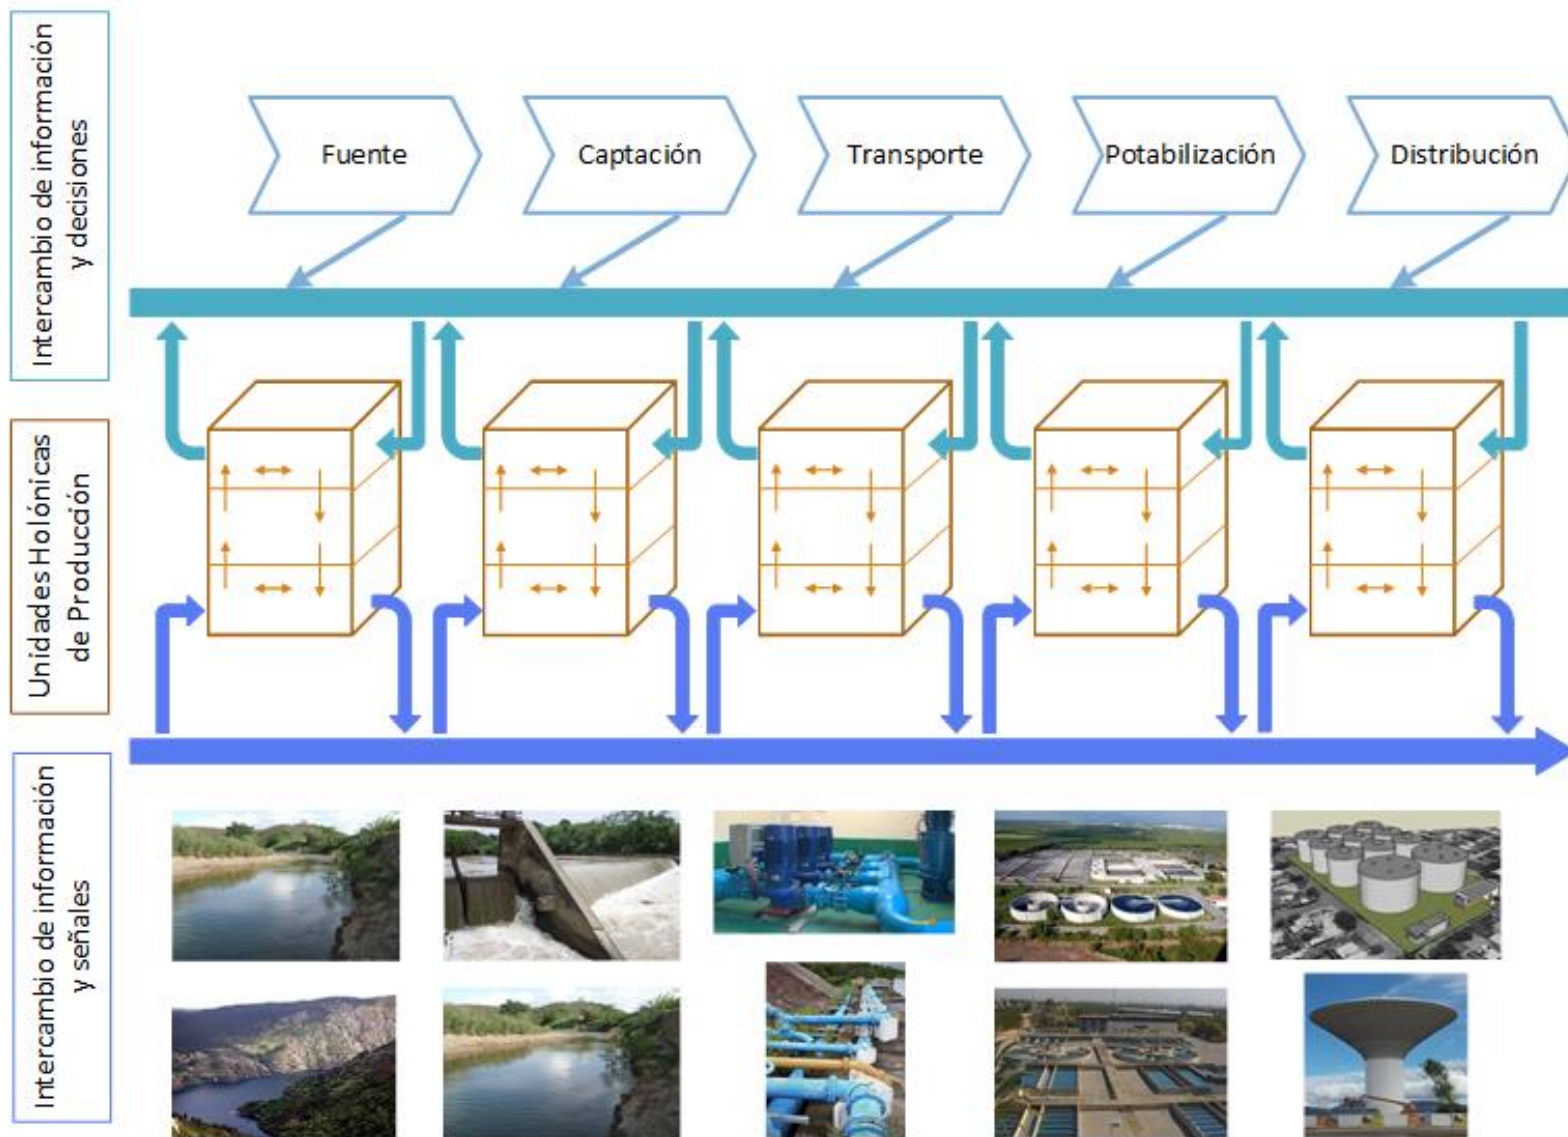 Intercambio de información
y decisiones
Fuente
Captación
Transporte
Potabilización
Distribución
Unidades Holónicas
de Producción
Intercambio de información
y señales